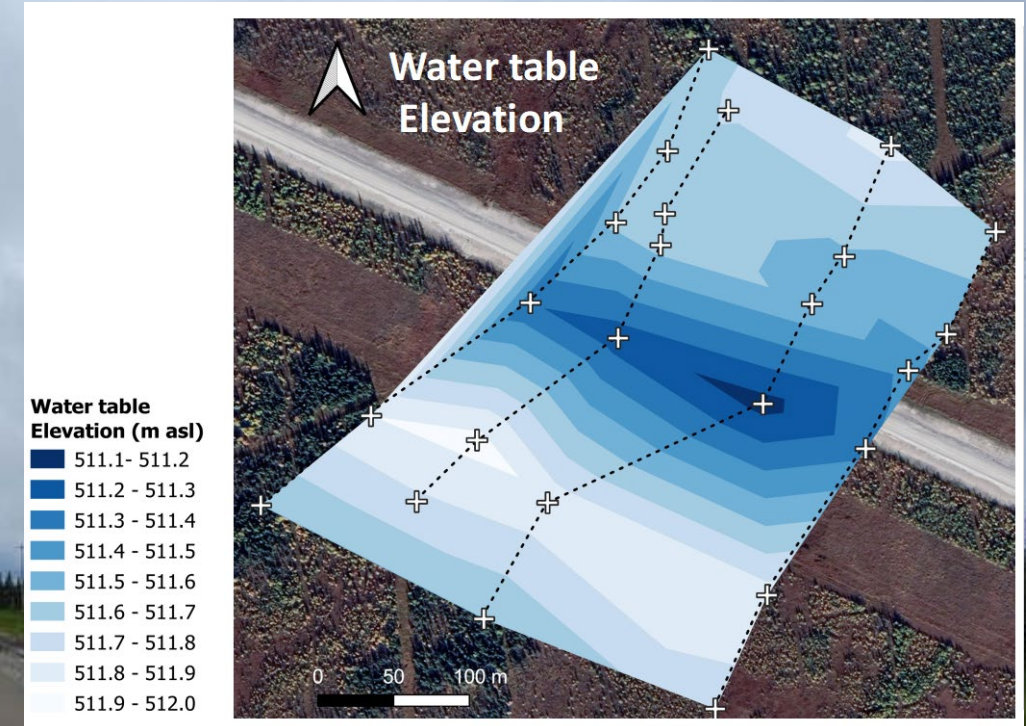 Water table
Elevation
Water table
Elevation (m asl)
511.1- 511.2
511.2 - 511.3
511.3 - 511.4
511.4 - 511.5
511.5 - 511.6
511.6 - 511.7
511.7 - 511.8
511.8 - 511.9
511.9 - 512.0
0 50 100 m